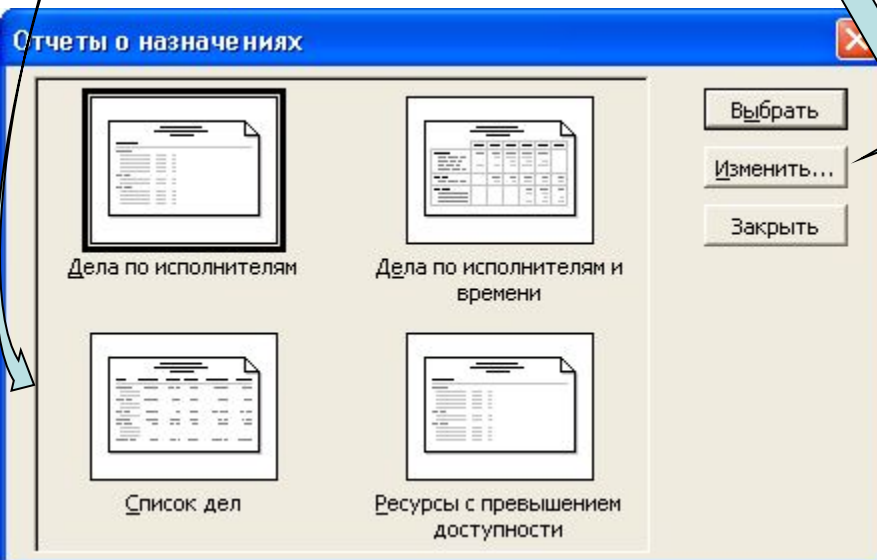 Отчеты о назначениях
Выбрать
Изменить...
Закрыть
Дела по исполнителям
Дела по исполнителям и
времени
Список дел
Ресурсы с превышением
доступности